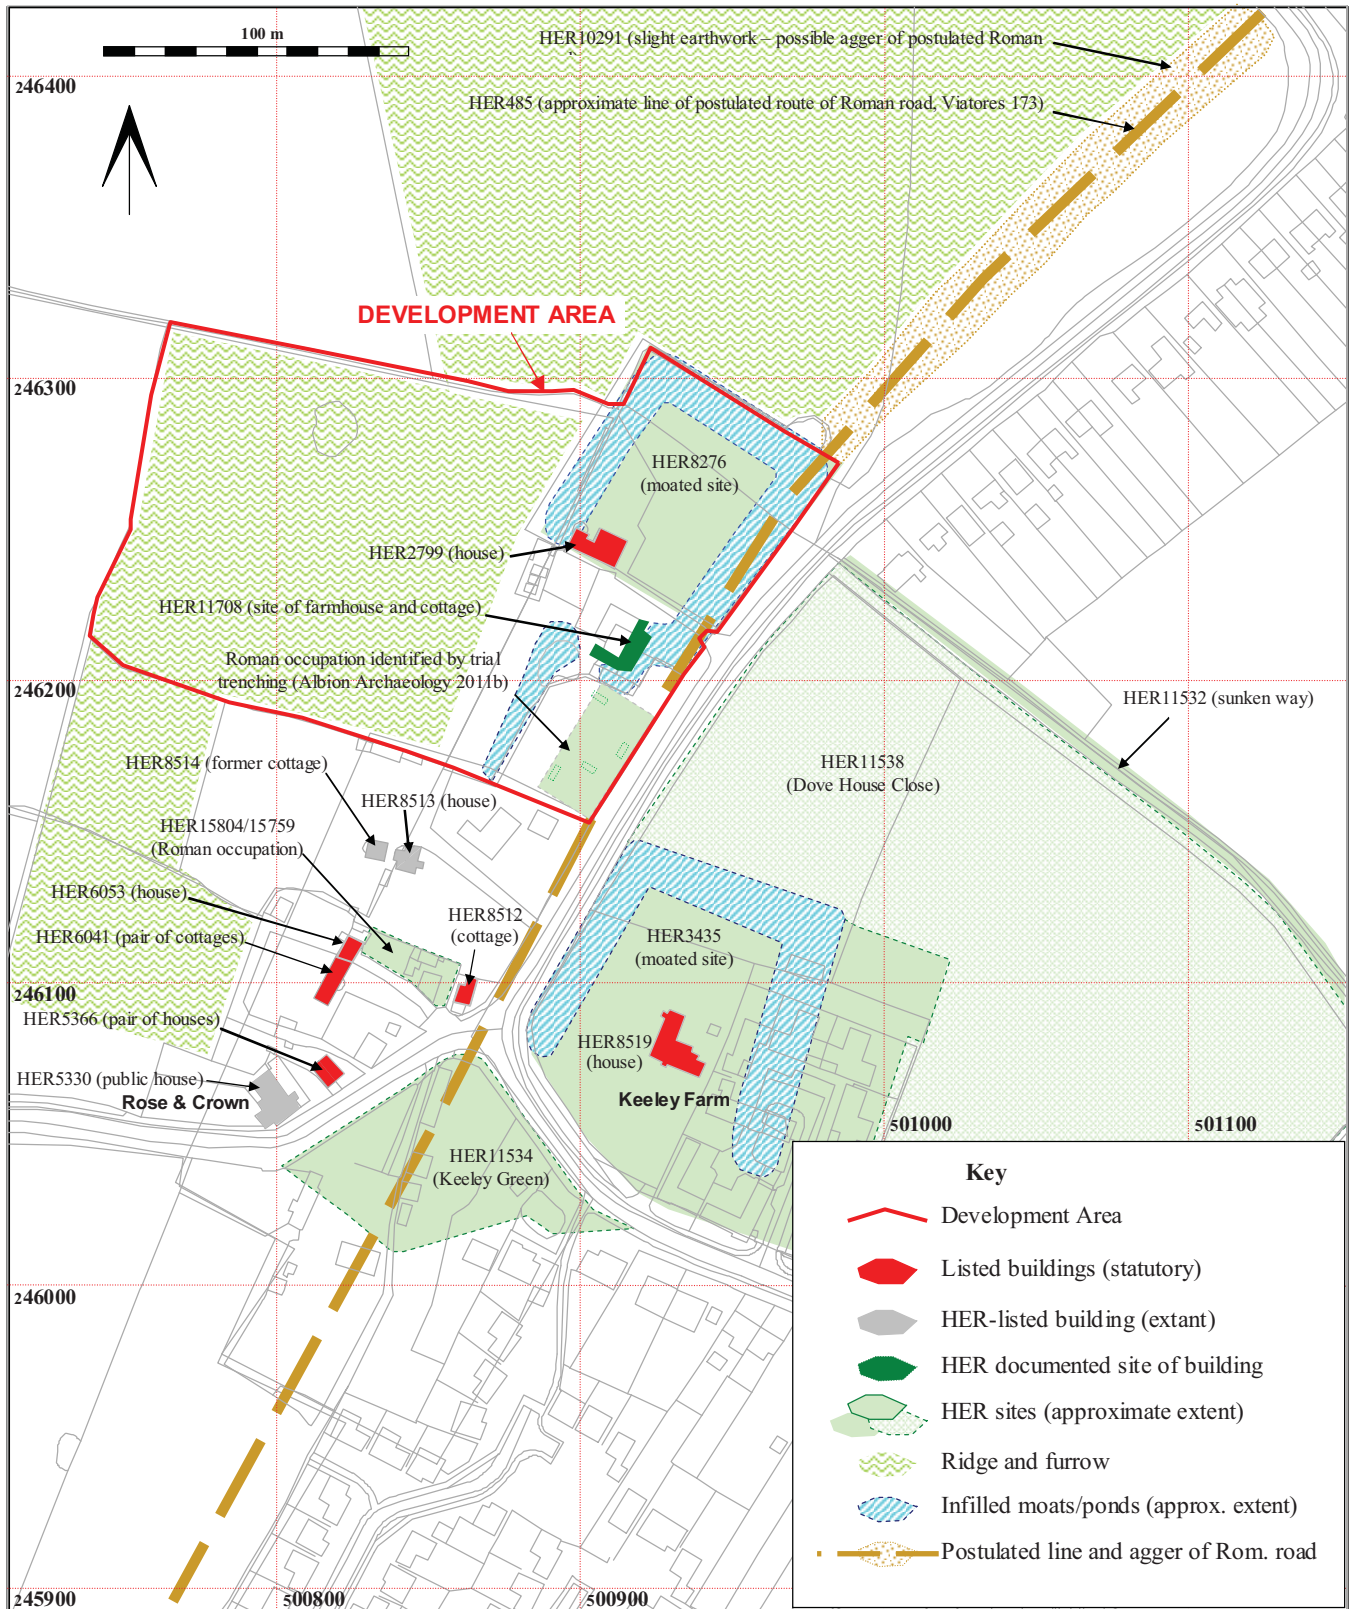 100 m
HER10291 (slight earthwork – possible agger of postulated Roman
246400
HER485 (approximate line of postulated route of Roman road, Viatores 173)
DEVELOPMENT AREA
246300
HER8276
(moated site)
HER2799 (house)
HER11708 (site of farmhouse and cottage)
Roman occupation identified by trial
trenching (Albion Archaeology 2011b)
246200
HER11532 (sunken way)
HER8514 (former cottage)
HER11538
(Dove House Close)
HER8513 (house)
HER15804/15759
(Roman occupation)
HER6053 (house)
HER8512
(cottage)
HER6041 (pair of cottages)
HER3435
(moated site)
246100
HER5366 (pair of houses)
HER8519
(house)
HER5330 (public house)
Rose & Crown
Keeley Farm
501000
501100
HER11534
(Keeley Green)
Key
Development Area
Listed buildings (statutory)
246000
HER-listed building (extant)
HER documented site of building
HER sites (approximate extent)
Ridge and furrow
Infilled moats/ponds (approx. extent)
Postulated line and agger of Rom. road
245900
500800
500900